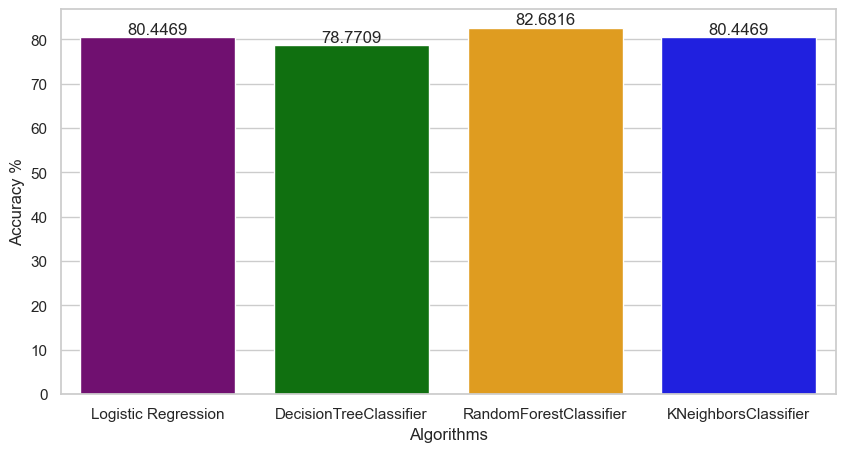 80.4469
78.7709
82.6816
80.4469
80
70
60
50
40
30
20
10
0
Accuracy %
Logistic Regression
DecisionTreeClassifier
RandomForestClassifier
KNeighborsClassifier
Algorithms